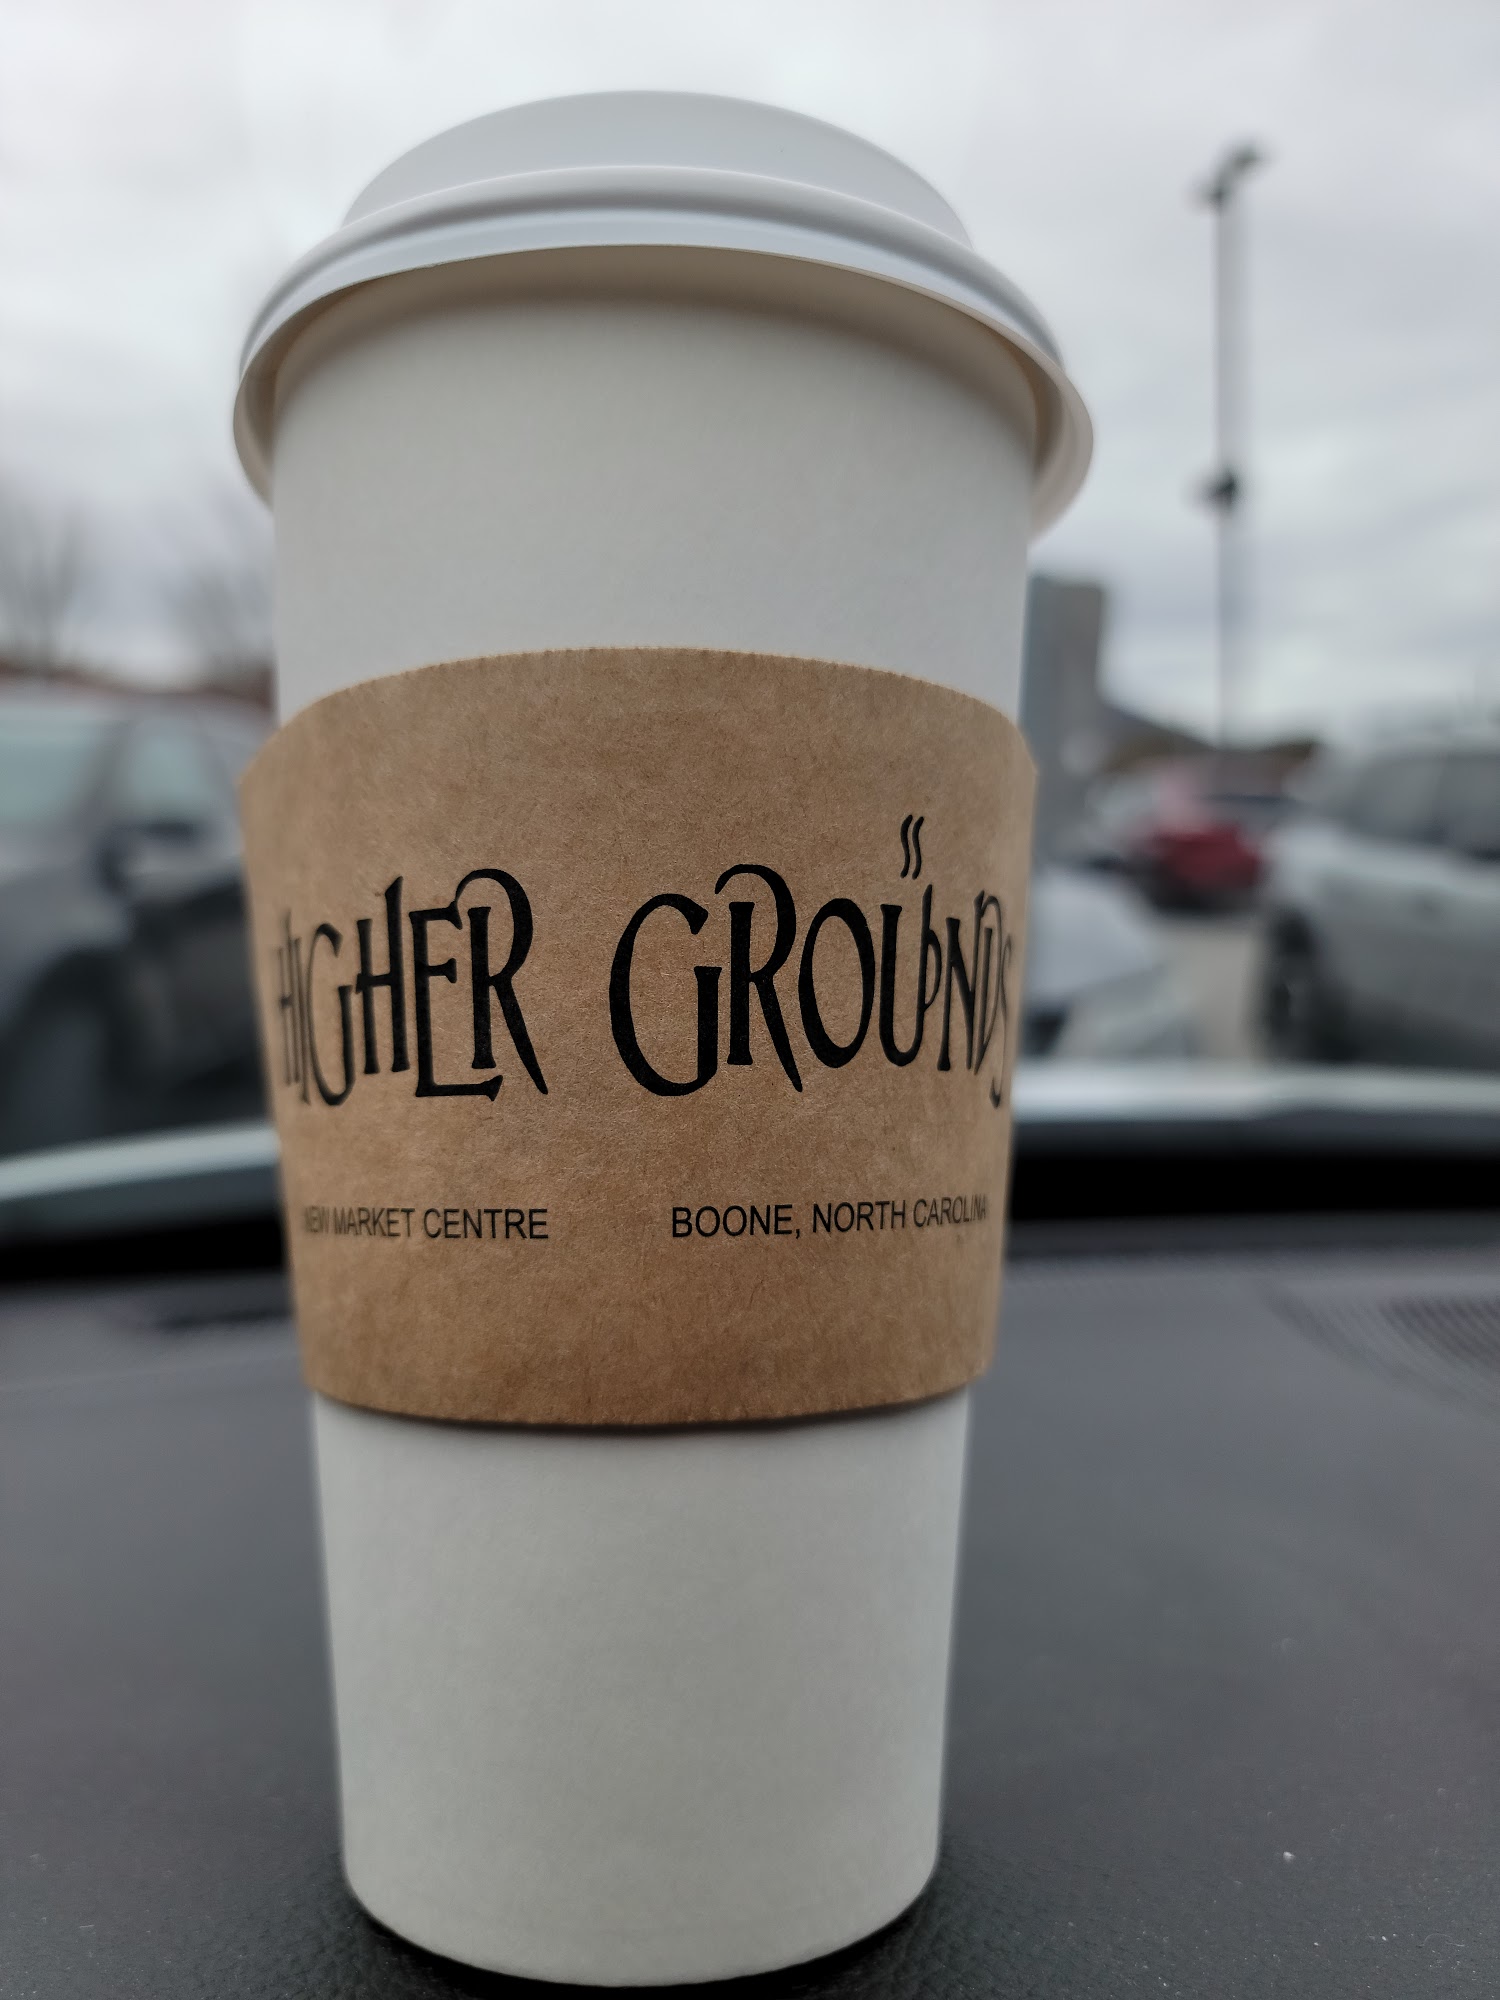 HIGHER GROUNDS
NEW MARKET CENTRE BOONE, NORTH CAROLINA